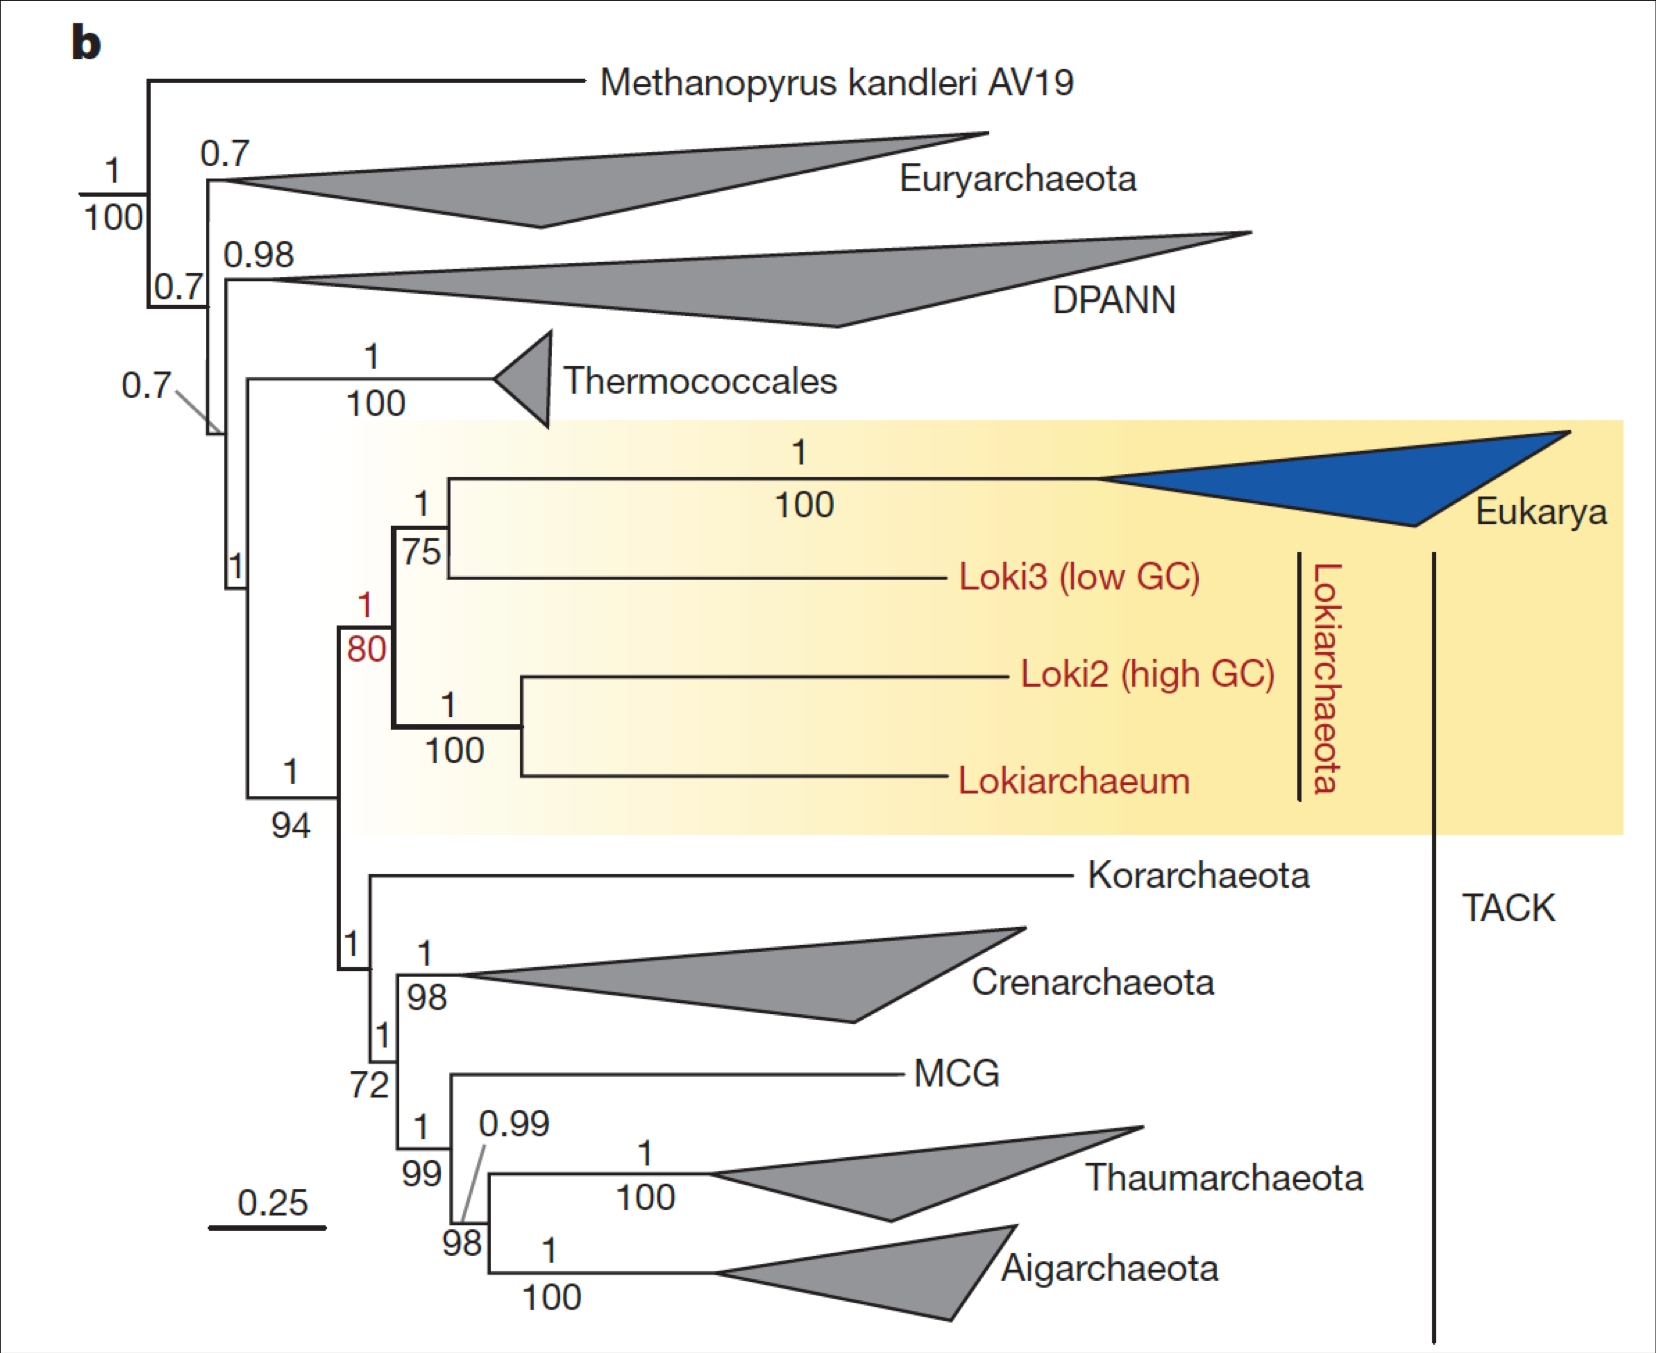 b
Methanopyrus kandleri AV19
0.7
Euryarchaeota
1
100
0.98
0.7
DPANN
1
0.7
Thermococcales
100
1
1
100
Eukarya
75
1
Loki3 (low GC)
1
80
Lokiarchaeota
Loki2 (high GC)
1
100
1
Lokiarchaeum
94
Korarchaeota
TACK
1
1
Crenarchaeota
98
1
72
MCG
1
0.99
99
1
Thaumarchaeota
100
0.25
98
1
Aigarchaeota
100